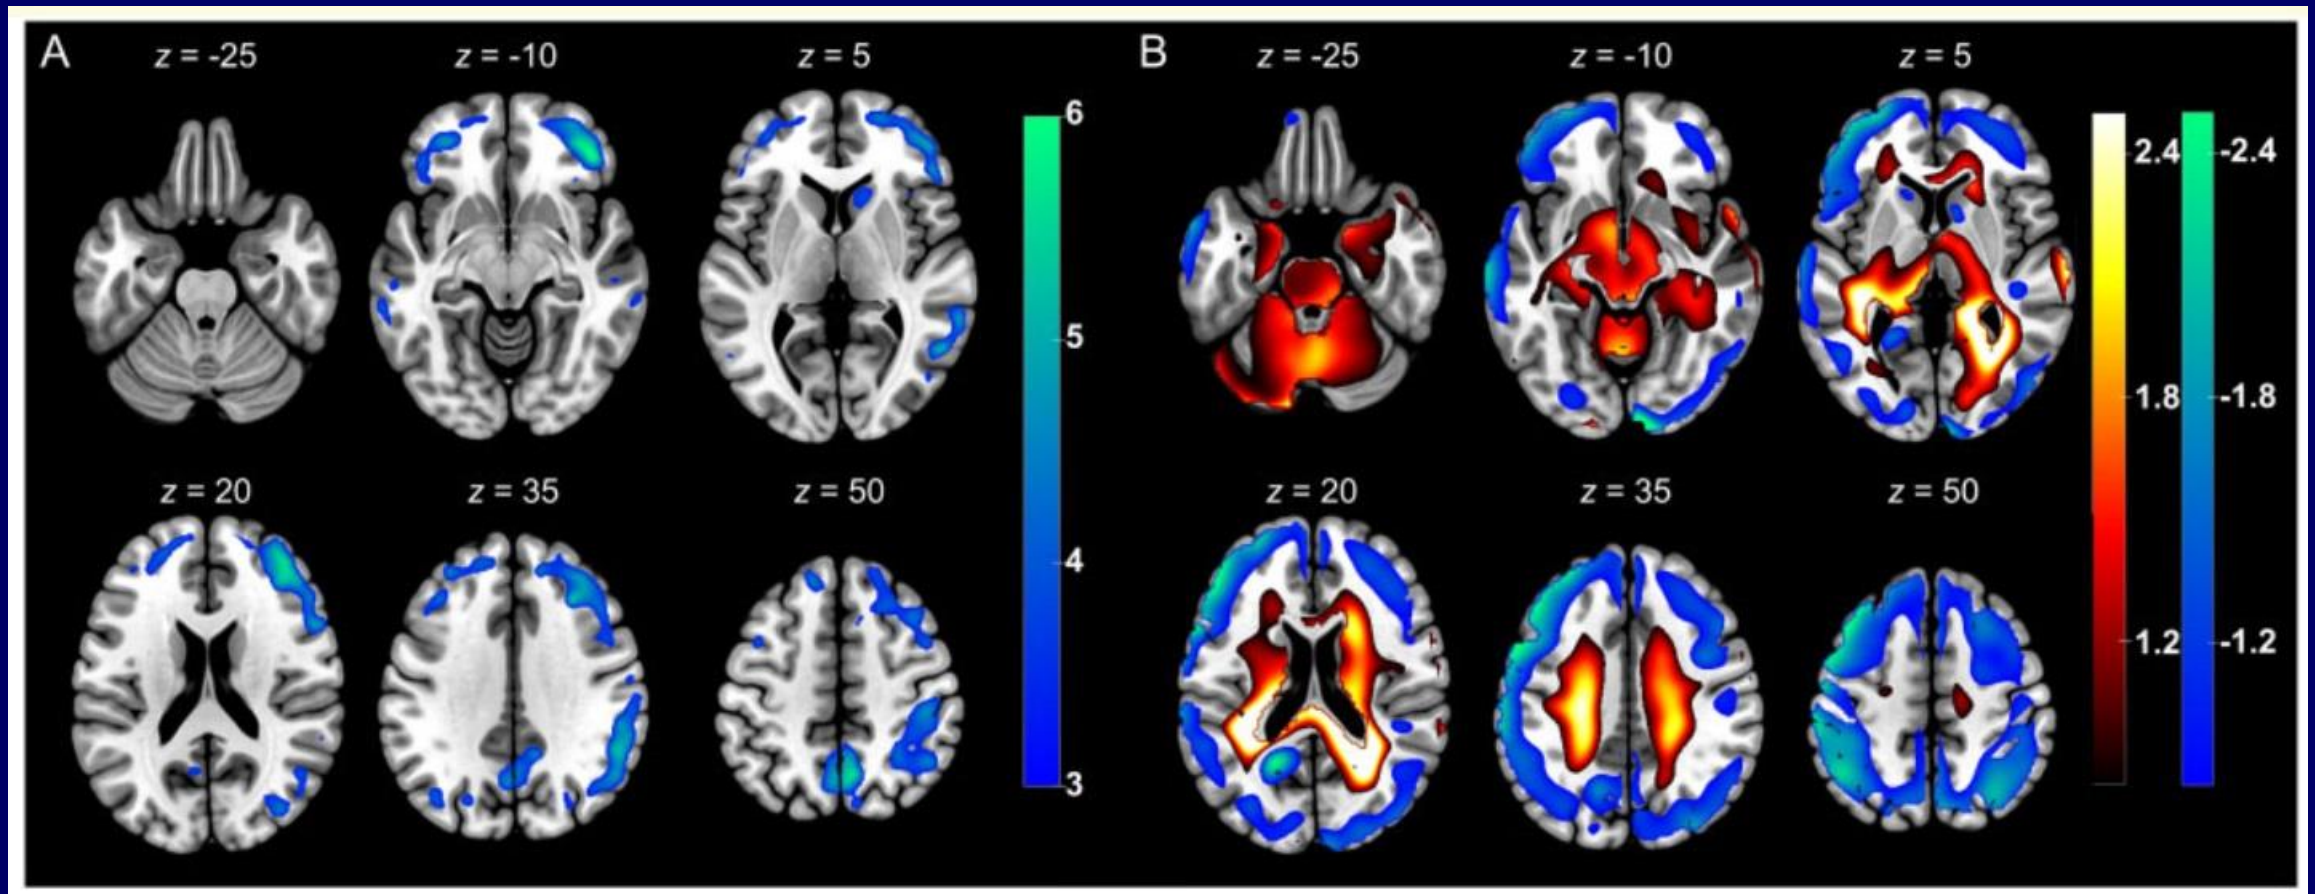 A
z = -25
z = -10
z = 5
z = 20
z = 35
z = 50
6
5
4
3
B
z = -25
z = -10
z = 5
z = 20
z = 35
z = 50
2.4
-2.4
1.8
-1.8
1.2
-1.2